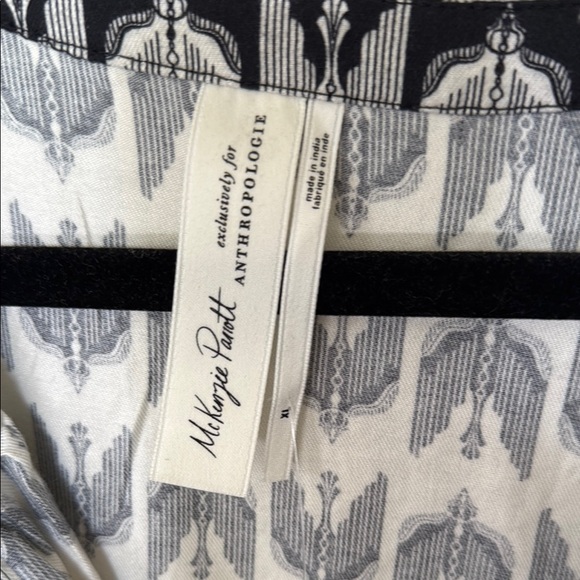 McKenzie Parrott
exclusively for
ANTHROPOLOGIE
XL
made in india
fabriqué en inde